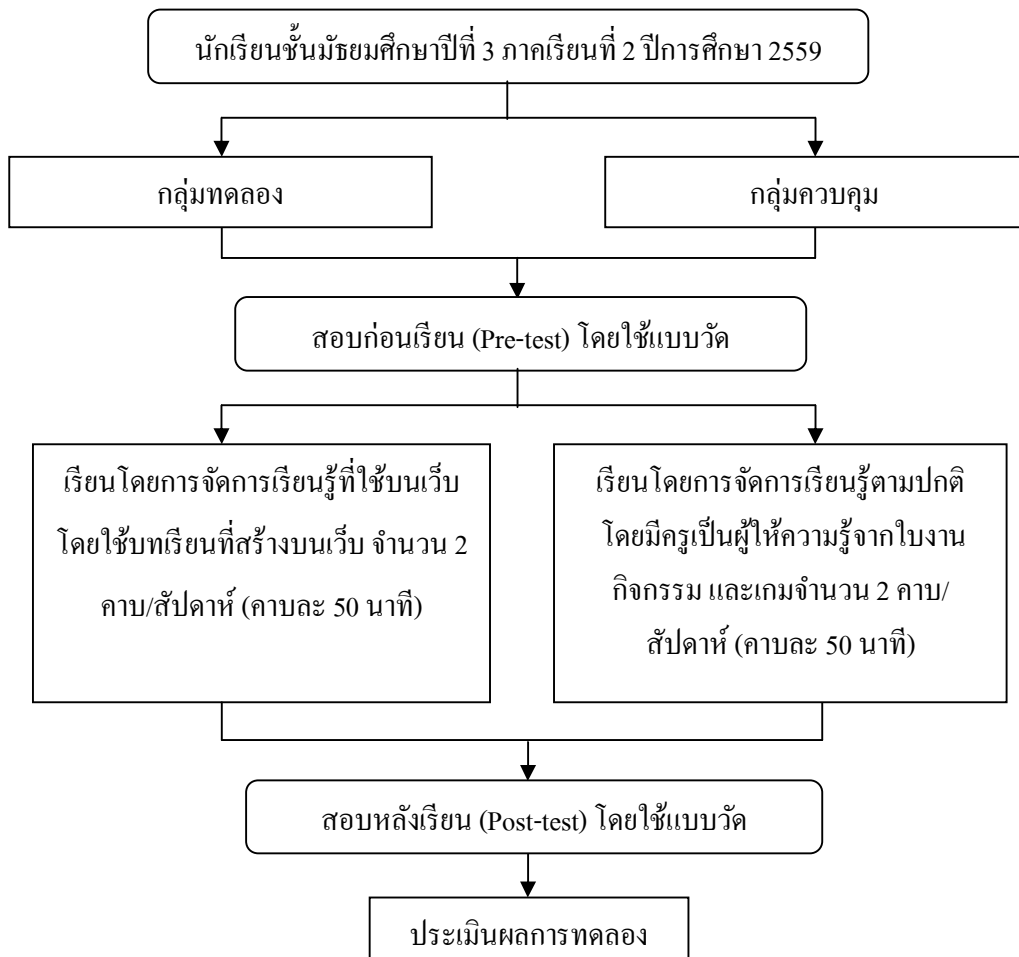 นักเรียนชั้นมัธยมศึกษาปีที่ 3 ภาคเรียนที่ 2 ปีการศึกษา 2559
กลุ่มทดลอง
กลุ่มควบคุม
สอบก่อนเรียน (Pre-test) โดยใช้แบบวัด
เรียนโดยการจัดการเรียนรู้ที่ใช้บนเว็บ
โดยใช้บทเรียนที่สร้างบนเว็บ จำนวน 2
คาบ/สัปดาห์ (คาบละ 50 นาที)
เรียนโดยการจัดการเรียนรู้ตามปกติ
โดยมีครูเป็นผู้ให้ความรู้จากใบงาน
กิจกรรม และเกมจำนวน 2 คาบ/
สัปดาห์ (คาบละ 50 นาที)
สอบหลังเรียน (Post-test) โดยใช้แบบวัด
ประเมินผลการทดลอง